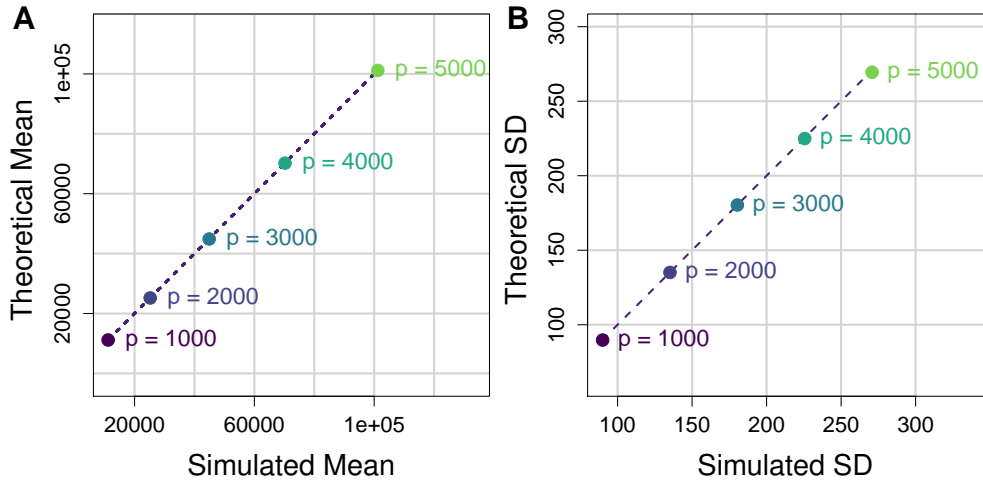 A
Theoretical Mean
1e+05
60000
20000
p = 5000
p = 4000
p = 3000
p = 2000
p = 1000
20000 60000 1e+05
Simulated Mean
B
Theoretical SD
300
250
200
150
100
p = 5000
p = 4000
p = 3000
p = 2000
p = 1000
100 150 200 250 300
Simulated SD